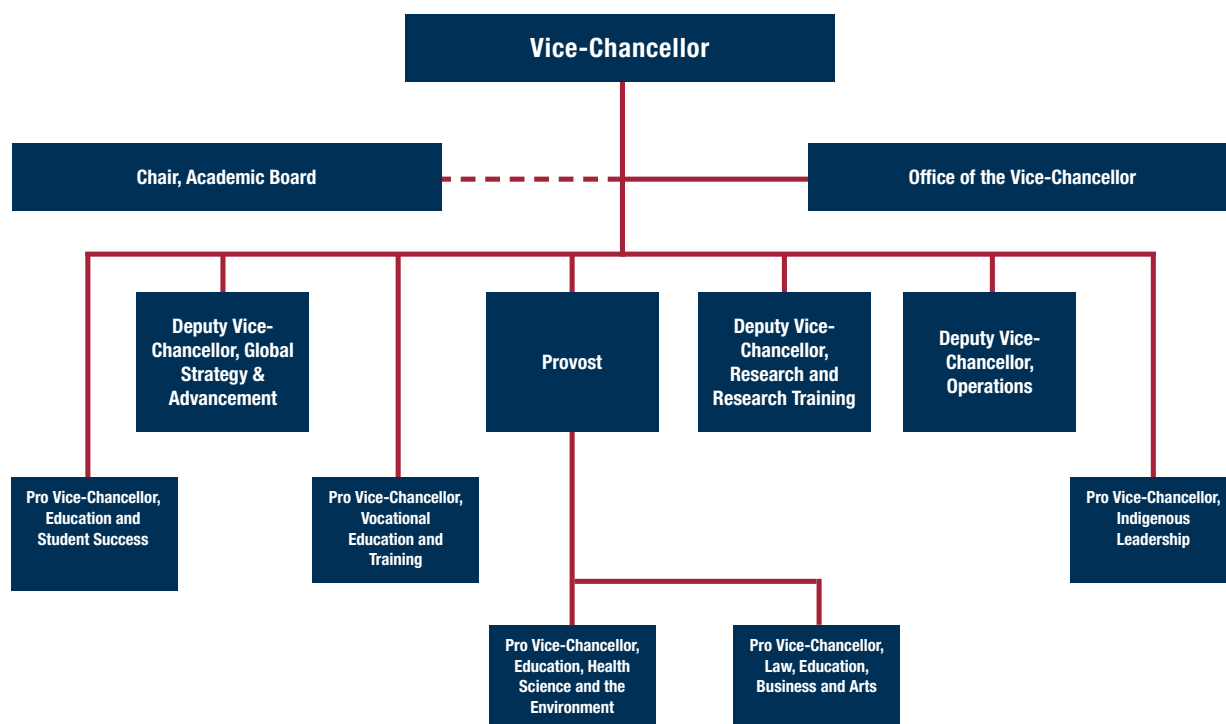 Vice-Chancellor
Chair, Academic Board
Office of the Vice-Chancellor
Deputy Vice-
Chancellor, Global
Strategy &
Advancement
Provost
Deputy Vice-
Chancellor,
Research and
Research Training
Deputy Vice-
Chancellor,
Operations
Pro Vice-Chancellor,
Education and
Student Success
Pro Vice-Chancellor,
Vocational
Education and
Training
Pro Vice-Chancellor,
Indigenous
Leadership
Pro Vice-Chancellor,
Education, Health
Science and the
Environment
Pro Vice-Chancellor,
Law, Education,
Business and Arts